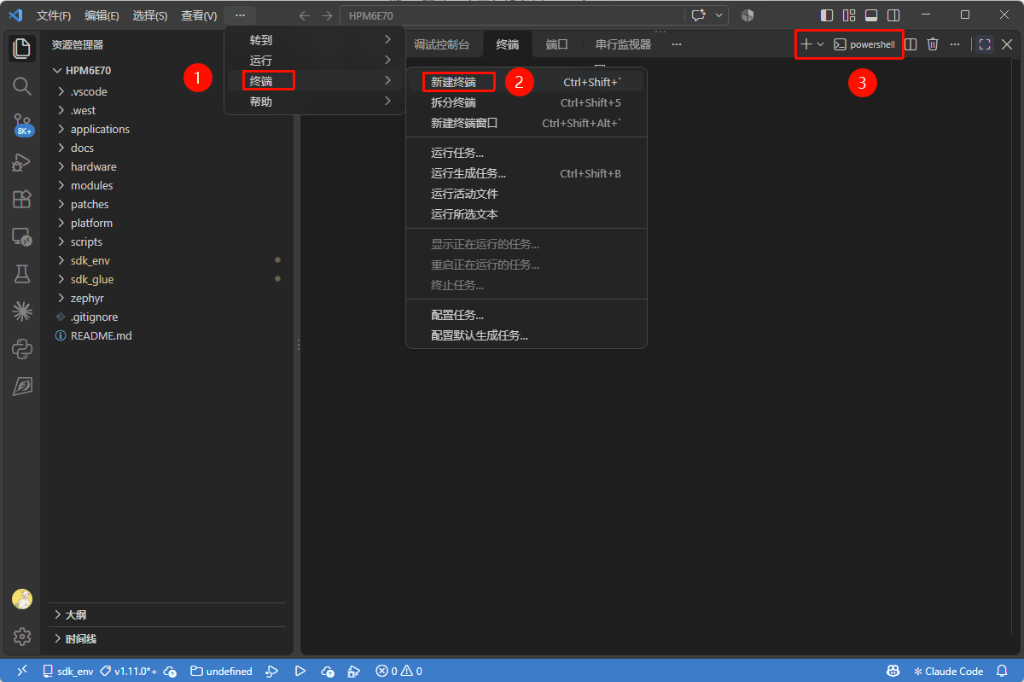 文件(F) 编辑(E) 选择(S) 查看(V) ··· HPM6E70
资源管理器
HPM6E70
.vscode
.west
applications
docs
hardware
modules
patches
platform
scripts
sdk_env
sdk_glue
zephyr
.gitignore
README.md
大纲
时间线
转到
运行
1
终端
帮助
调试控制台 终端 端口 串行监视器 ···
powershell
3
新建终端 Ctrl+Shift+`
2
拆分终端 Ctrl+Shift+5
新建终端窗口 Ctrl+Shift+Alt+`
运行任务...
运行生成任务... Ctrl+Shift+B
运行活动文件
运行所选文本
显示正在运行的任务...
重启正在运行的任务...
终止任务...
配置任务...
配置默认生成任务...
8K+
sdk_env v1.11.0*+ undefined 0 0 Claude Code